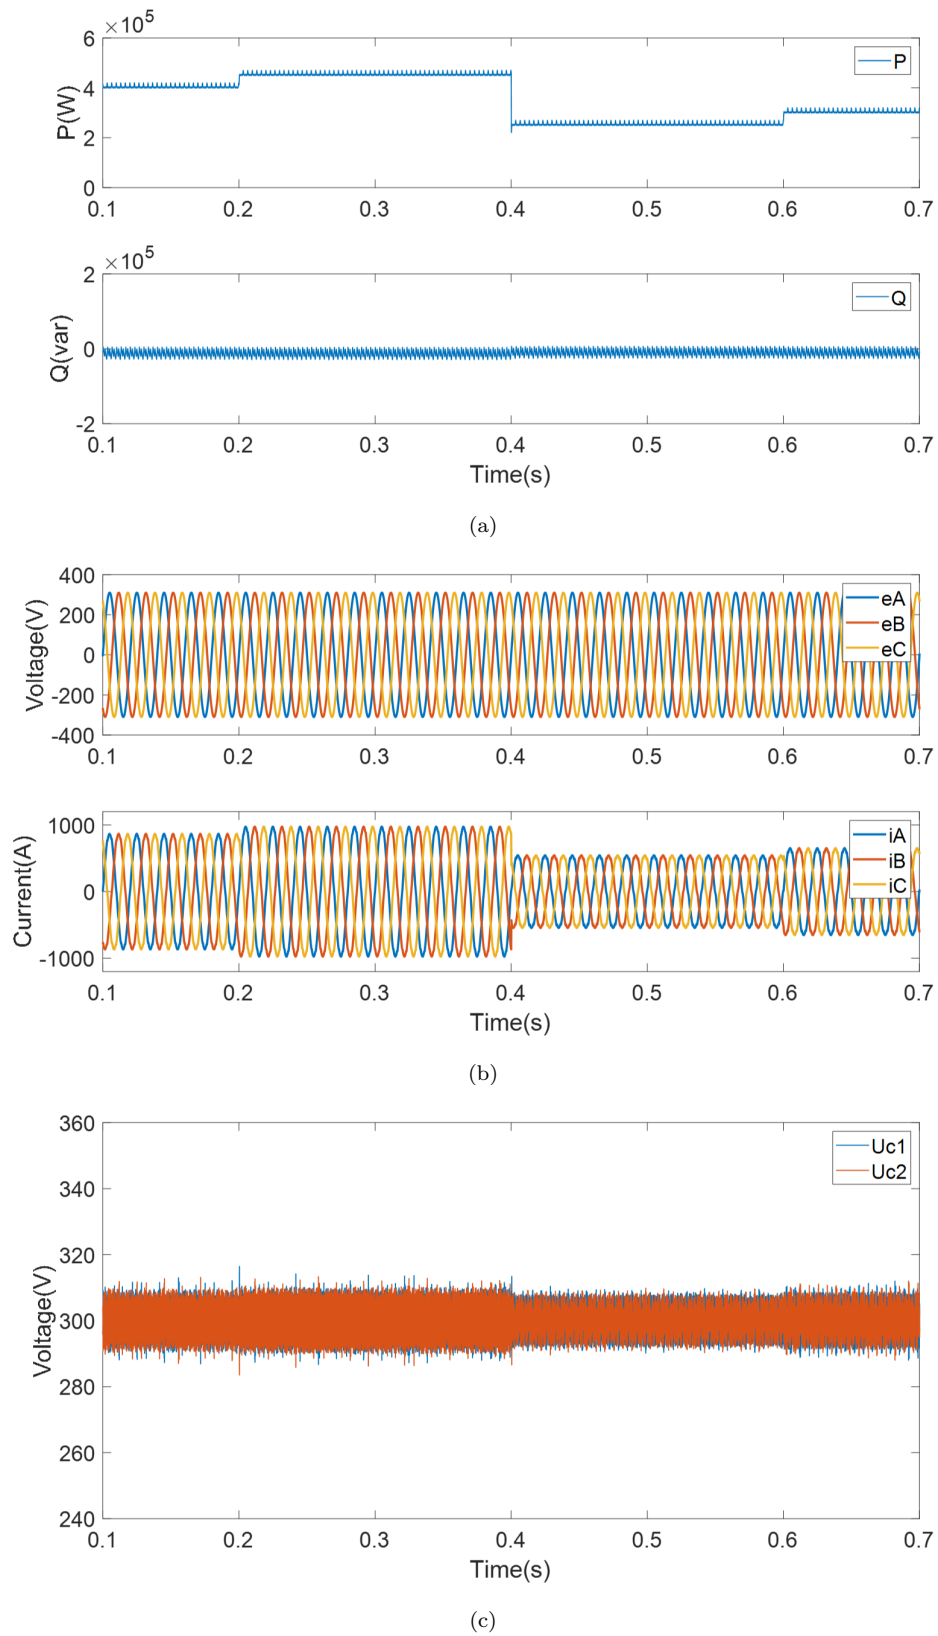 ×10⁵
6
4
2
0
P(W)
P
0.1 0.2 0.3 0.4 0.5 0.6 0.7
×10⁵
2
0
-2
Q(var)
Q
0.1 0.2 0.3 0.4 0.5 0.6 0.7
Time(s)
(a)
400
200
0
-200
-400
Voltage(V)
eA
eB
eC
0.1 0.2 0.3 0.4 0.5 0.6 0.7
1000
0
-1000
Current(A)
iA
iB
iC
0.1 0.2 0.3 0.4 0.5 0.6 0.7
Time(s)
(b)
360
340
320
300
280
260
240
Voltage(V)
Uc1
Uc2
0.1 0.2 0.3 0.4 0.5 0.6 0.7
Time(s)
(c)